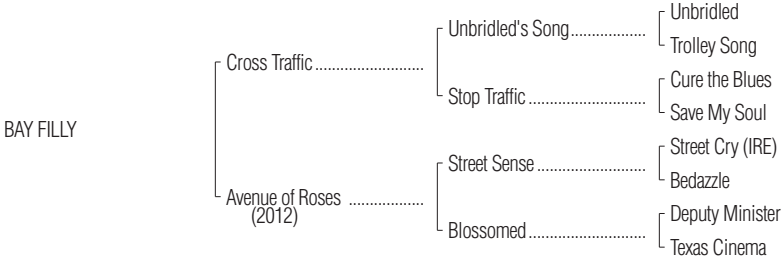 Unbridled
Unbridled's Song..................
Trolley Song
Cross Traffic..........................
Cure the Blues
Stop Traffic............................
Save My Soul
BAY FILLY
Street Cry (IRE)
Street Sense..........................
Bedazzle
Avenue of Roses ..................
(2012)
Deputy Minister
Blossomed............................
Texas Cinema